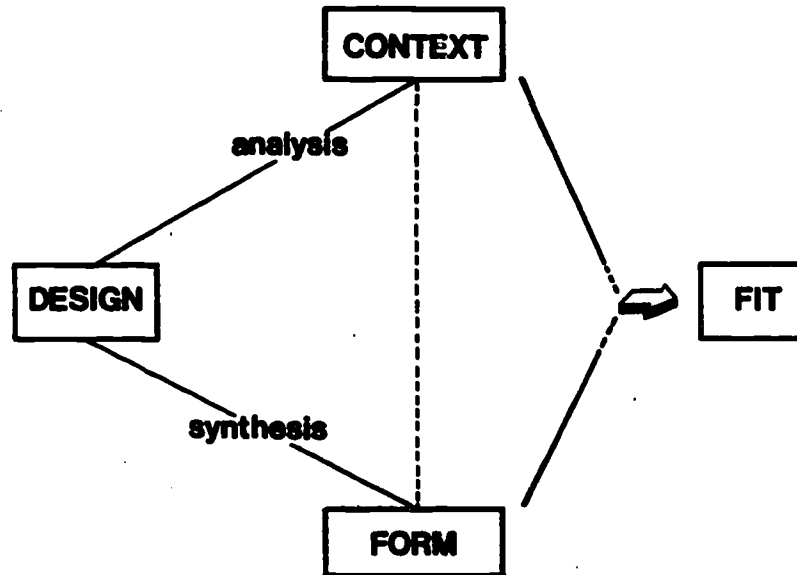 CONTEXT
analysis
DESIGN
FIT
synthesis
FORM